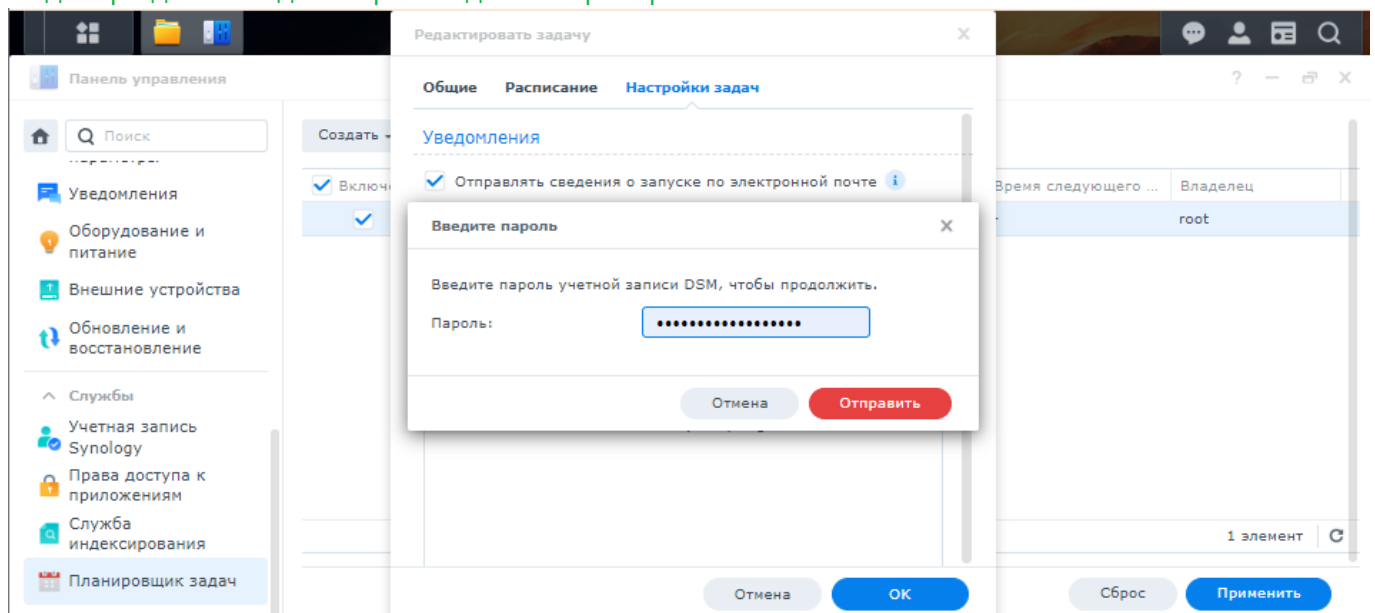 Редактировать задачу
Панель управления
Общие Расписание Настройки задач
Поиск
Создать
Уведомления
Уведомления
Включ
Отправлять сведения о запуске по электронной почте
Время следующего ... Владелец
root
Оборудование и
питание
Введите пароль
Внешние устройства
Введите пароль учетной записи DSM, чтобы продолжить.
Обновление и
восстановление
Пароль: ••••••••••••••••••
Отмена Отправить
Службы
Учетная запись
Synology
Права доступа к
приложениям
Служба
индексирования
1 элемент
Планировщик задач
Отмена OK
Сброс Применить